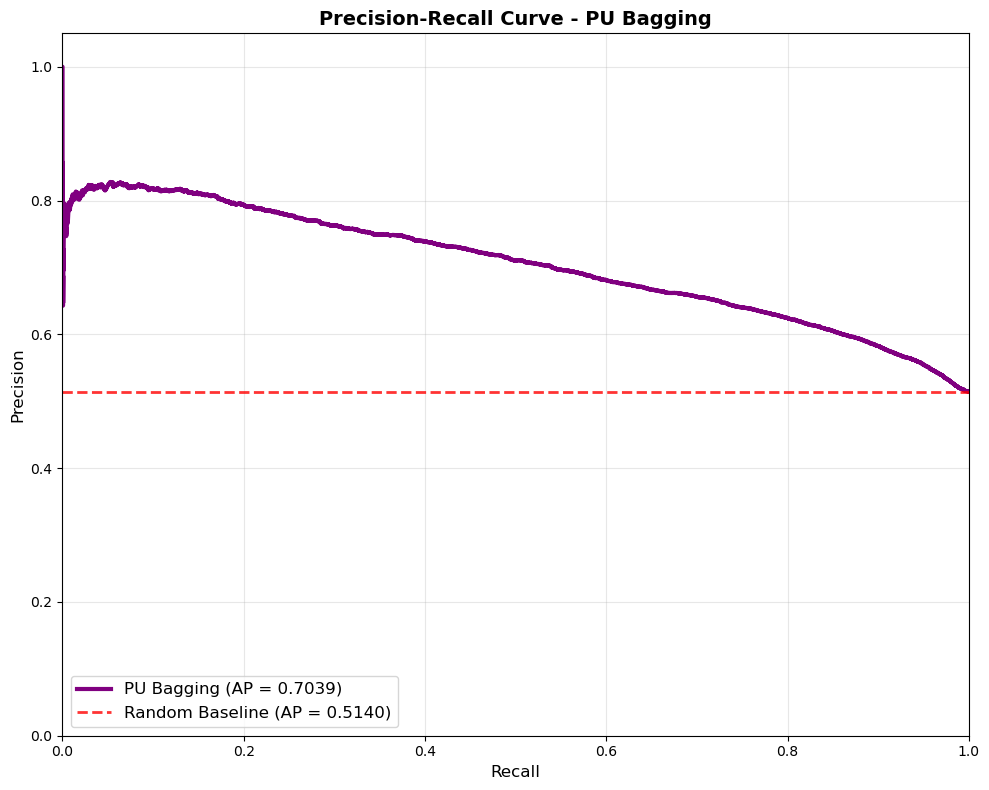 Precision-Recall Curve - PU Bagging
Precision
1.0
0.8
0.6
0.4
0.2
0.0
PU Bagging (AP = 0.7039)
Random Baseline (AP = 0.5140)
0.0 0.2 0.4 0.6 0.8 1.0
Recall